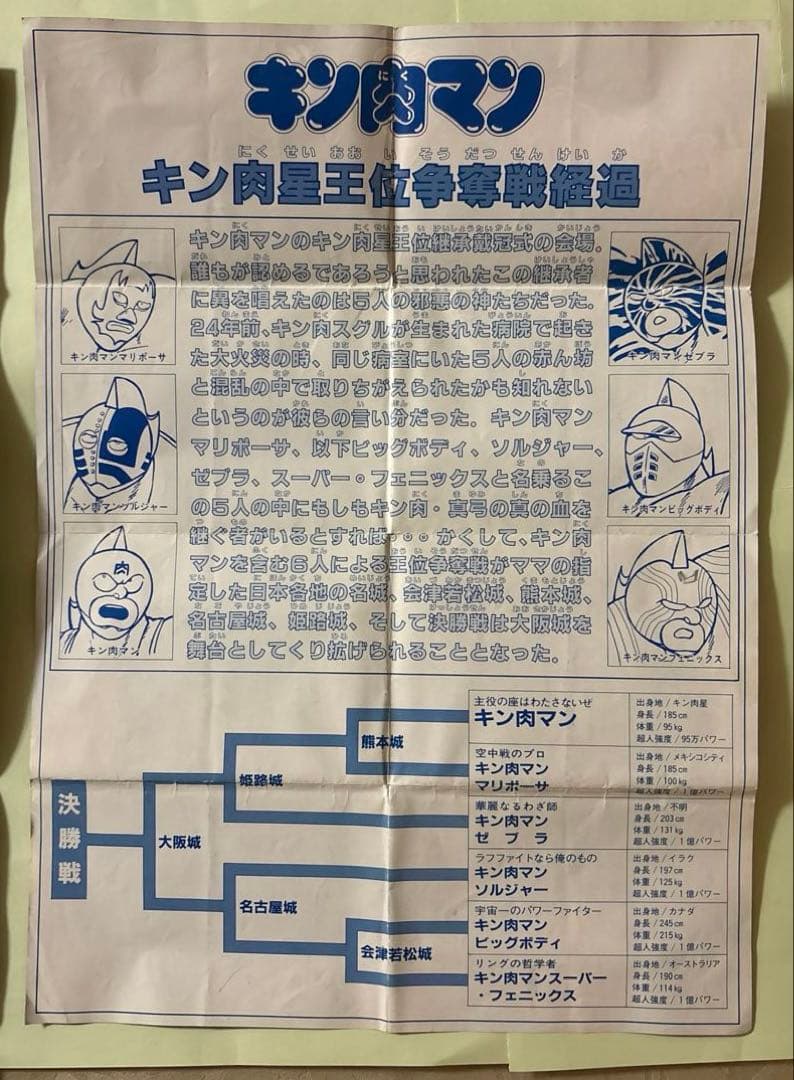 キン肉マン
キン肉星王位争奪戦経過
キン肉マンマリポーサ
キン肉マンソルジャー
キン肉マン
キン肉マンのキン肉星王位継承戴冠式の会場。
誰もが認めるであろうと思われたこの継承者
に異を唱えたのは5人の邪悪の神たちだった。
24年前、キン肉スグルが生まれた病院で起き
た大火災の時、同じ病室にいた5人の赤ん坊
と混乱の中で取りちがえられたかも知れない
というのが彼らの言い分だった。キン肉マン
マリポーサ、以下ビッグボディ、ソルジャー、
ゼブラ、スーパー・フェニックスと名乗るこ
の5人の中にもしもキン肉・真弓の真の血を
継ぐ者がいるとすれば・・・かくして、キン肉
マンを含む6人による王位争奪戦がママの指
定した日本各地の名城、会津若松城、熊本城、
名古屋城、姫路城、そして決勝戦は大阪城を
舞台としてくり拡げられることとなった。
キン肉マンゼブラ
キン肉マンビッグボディ
キン肉マンフェニックス
決勝戦
大阪城
姫路城
熊本城
名古屋城
会津若松城
主役の座はわたさないぜ
キン肉マン
出身地/キン肉星
身長/185cm
体重/95kg
超人強度/95万パワー
空中戦のプロ
キン肉マン
マリポーサ
出身地/メキシコシティ
身長/185cm
体重/100kg
超人強度/1億パワー
華麗なるわざ師
キン肉マン
ゼブラ
出身地/不明
身長/203cm
体重/131kg
超人強度/1億パワー
ラフファイトなら俺のもの
キン肉マン
ソルジャー
出身地/イラク
身長/197cm
体重/125kg
超人強度/1億パワー
宇宙一のパワーファイター
キン肉マン
ビッグボディ
出身地/カナダ
身長/245cm
体重/215kg
超人強度/1億パワー
リングの哲学者
キン肉マンスーパー
・フェニックス
出身地/オーストラリア
身長/190cm
体重/114kg
超人強度/1億パワー